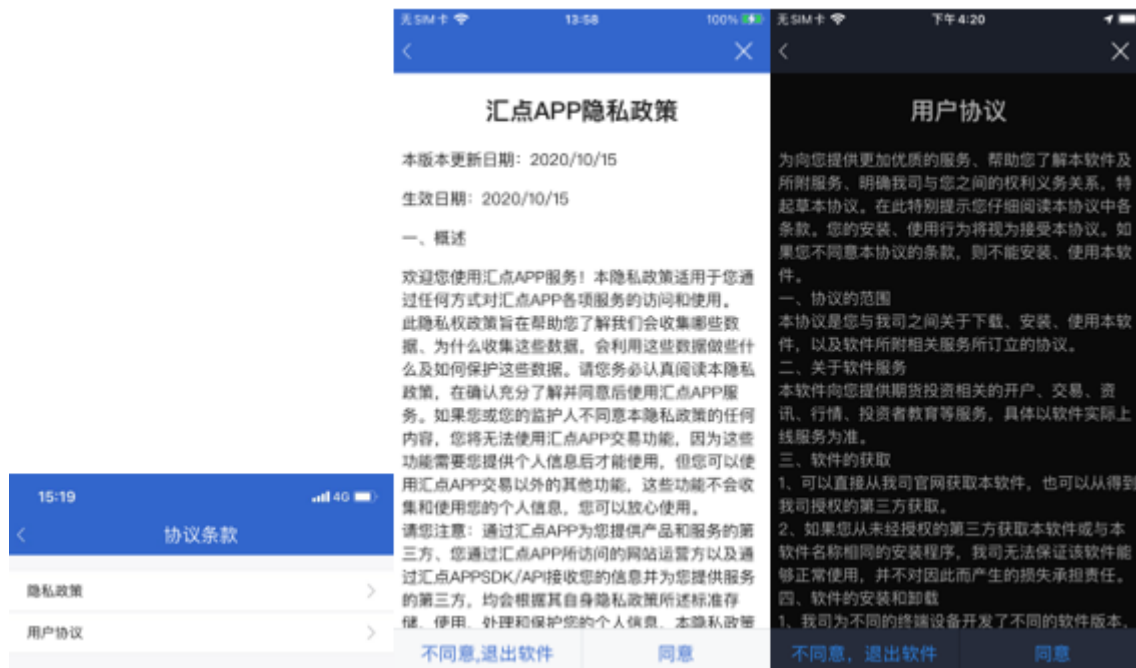 15:19
4G
协议条款
隐私政策
用户协议
无SIM卡
13:58
100%
汇点APP隐私政策
本版本更新日期：2020/10/15
生效日期：2020/10/15
一、概述
欢迎您使用汇点APP服务！本隐私政策适用于您通
过任何方式对汇点APP各项服务的访问和使用。
此隐私权政策旨在帮助您了解我们会收集哪些数
据、为什么收集这些数据，会利用这些数据做些什
么及如何保护这些数据。请您务必认真阅读本隐私
政策，在确认充分了解并同意后使用汇点APP服
务。如果您或您的监护人不同意本隐私政策的任何
内容，您将无法使用汇点APP交易功能，因为这些
功能需要您提供个人信息后才能使用，但您可以使
用汇点APP交易以外的其他功能，这些功能不会收
集和使用您的个人信息，您可以放心使用。
请您注意：通过汇点APP为您提供产品和服务的第
三方、您通过汇点APP所访问的网站运营方以及通
过汇点APPSDK/API接收您的信息并为您提供服务
的第三方，均会根据其自身隐私政策所述标准存
储、使用、处理和保护您的个人信息。本隐私政策
不同意,退出软件
同意
无SIM卡
下午4:20
用户协议
为向您提供更加优质的服务、帮助您了解本软件及
所附服务、明确我司与您之间的权利义务关系，特
起草本协议。在此特别提示您仔细阅读本协议中各
条款。您的安装、使用行为将视为接受本协议。如
果您不同意本协议的条款，则不能安装、使用本软
件。
一、协议的范围
本协议是您与我司之间关于下载、安装、使用本软
件，以及软件所附相关服务所订立的协议。
二、关于软件服务
本软件向您提供期货投资相关的开户、交易、资
讯、行情、投资者教育等服务，具体以软件实际上
线服务为准。
三、软件的获取
1、可以直接从我司官网获取本软件，也可以从得到
我司授权的第三方获取。
2、如果您从未经授权的第三方获取本软件或与本
软件名称相同的安装程序，我司无法保证该软件能
够正常使用，并不对因此而产生的损失承担责任。
四、软件的安装和卸载
1、我司为不同的终端设备开发了不同的软件版本，
不同意，退出软件
同意